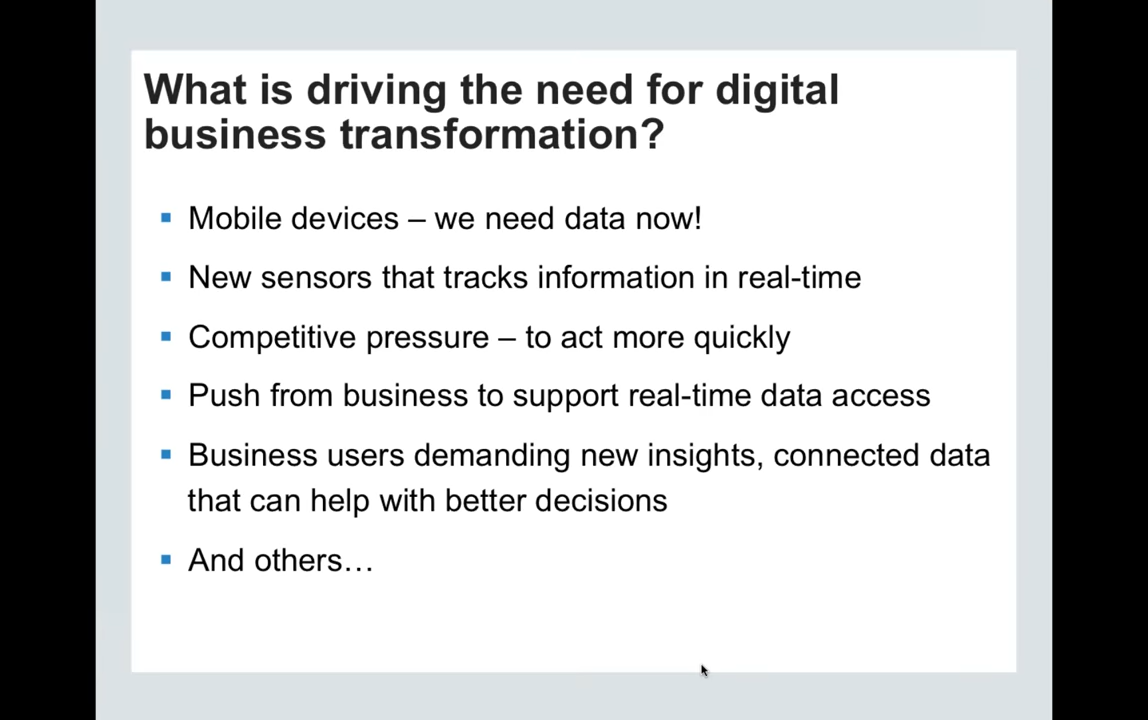 What is driving the need for digital
business transformation?
Mobile devices – we need data now!
New sensors that tracks information in real-time
Competitive pressure – to act more quickly
Push from business to support real-time data access
Business users demanding new insights, connected data
that can help with better decisions
And others…